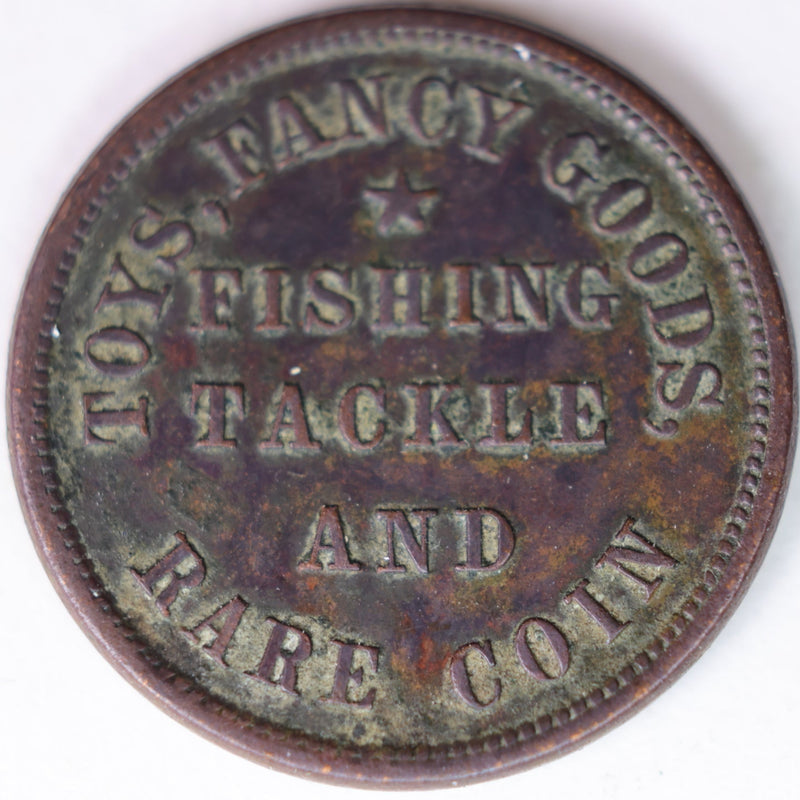 TOYS, FANCY GOODS,
FISHING
TACKLE
AND
RARE COIN